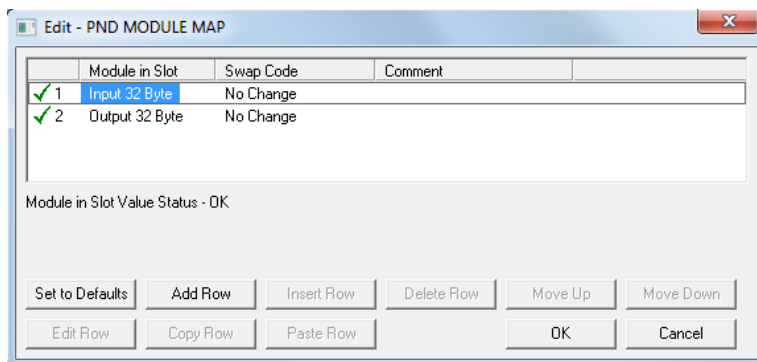 Edit - PND MODULE MAP
x
Module in Slot Swap Code Comment
1 Input 32 Byte No Change
2 Output 32 Byte No Change
Module in Slot Value Status - OK
Set to Defaults Add Row Insert Row Delete Row Move Up Move Down
Edit Row Copy Row Paste Row OK Cancel